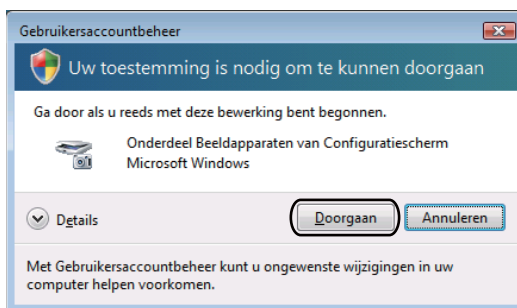 Gebruikersaccountbeheer
Uw toestemming is nodig om te kunnen doorgaan
Ga door als u reeds met deze bewerking bent begonnen.
Onderdeel Beeldapparaten van Configuratiescherm
Microsoft Windows
Details
Doorgaan
Annuleren
Met Gebruikersaccountbeheer kunt u ongewenste wijzigingen in uw
computer helpen voorkomen.